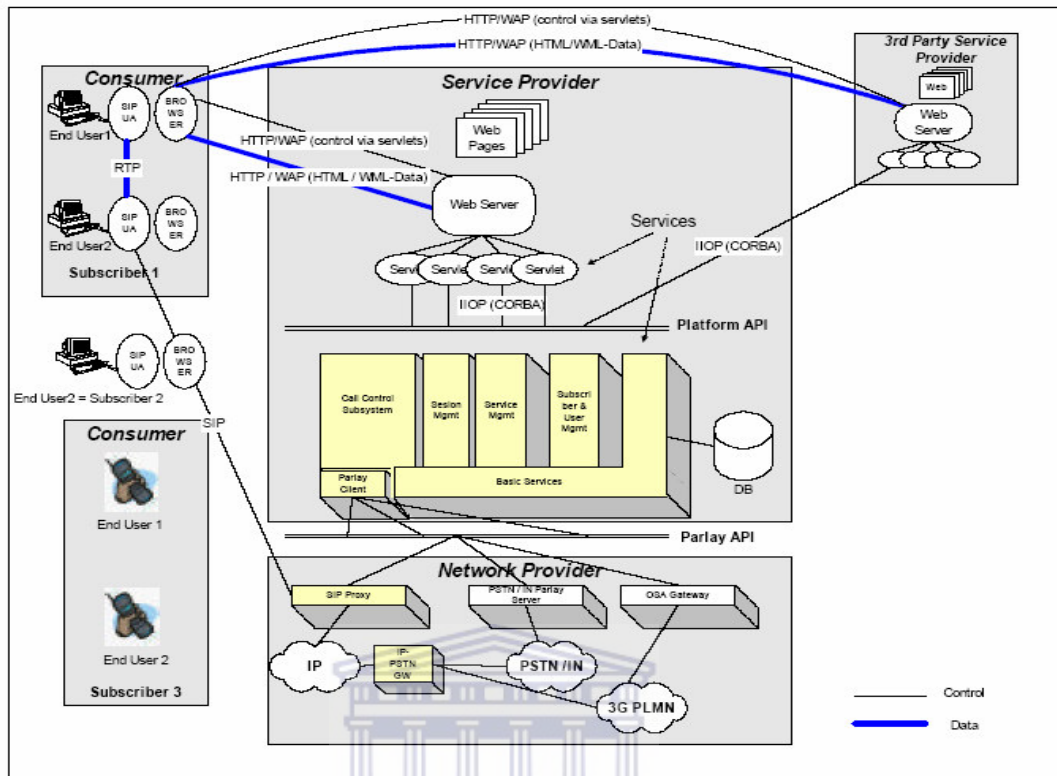 HTTP/WAP (control via servlets)
HTTP/WAP (HTML/WML-Data)
3rd Party Service
Provider
Web
Web
Server
Consumer
SIP
UA
BRO
WS
ER
End User1
RTP
SIP
UA
BRO
WS
ER
End User2
Subscriber 1
Service Provider
Web
Pages
HTTP/WAP (control via servlets)
HTTP / WAP (HTML / WML-Data)
Web Server
Services
Servl
Servle
Servl
Servlet
IIOP (CORBA)
IIOP (CORBA)
Platform API
SIP
UA
BRO
WS
ER
End User2 = Subscriber 2
SIP
Call Control
Subsystem
Sesion
Mgmt
Service
Mgmt
Subscri
ber &
User
Mgmt
Parlay
Client
Basic Services
DB
Parlay API
Consumer
End User 1
End User 2
Subscriber 3
Network Provider
SIP Proxy
PSTN / IN Parlay
Server
OSA Gateway
IP
IP-
PSTN
GW
PSTN /IN
3G PLMN
Control
Data